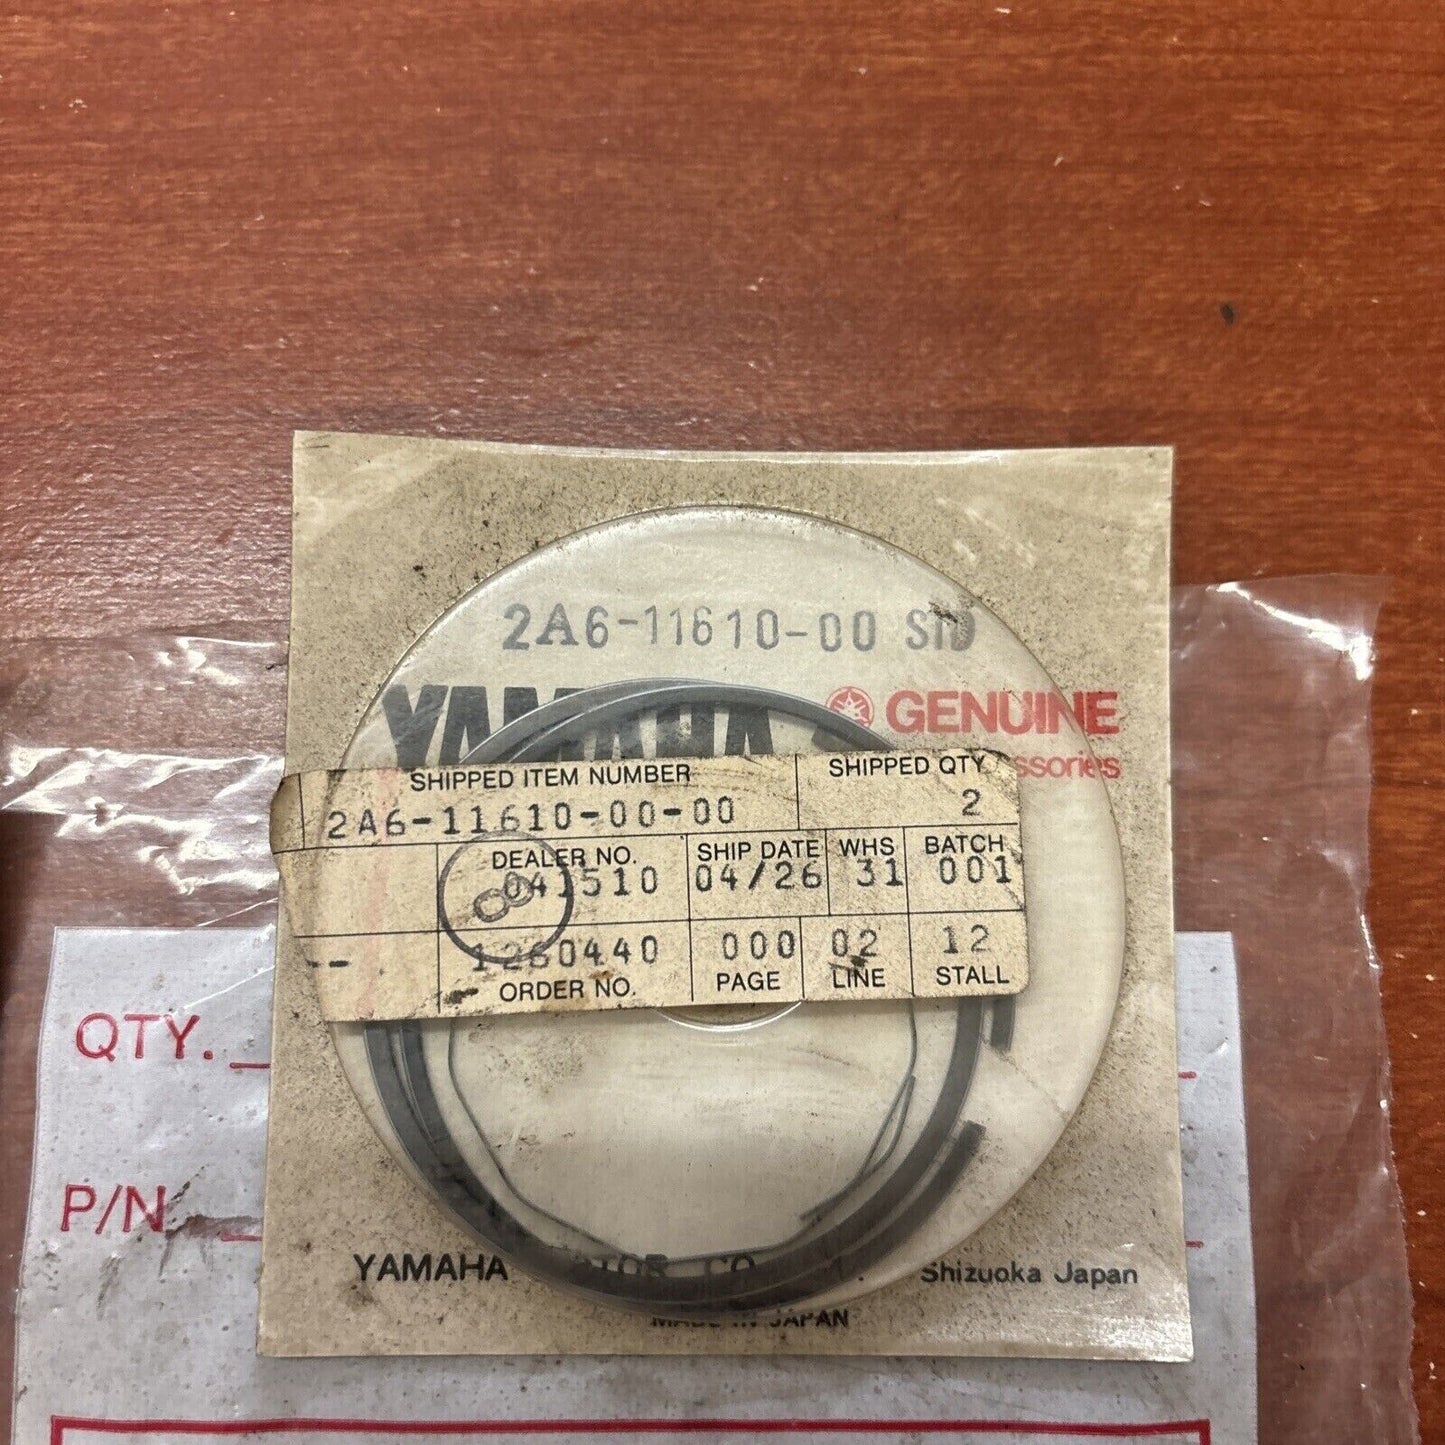 2A6-11610-00 STD
YAMAHA GENUINE
SHIPPED ITEM NUMBER SHIPPED QTY
2A6-11610-00-00 2
DEALER NO. SHIP DATE WHS BATCH
041510 04/26 31 001
1260440 000 02 12
-- ORDER NO. PAGE LINE STALL
QTY.
P/N
YAMAHA CO Shizuoka Japan
MADE IN JAPAN